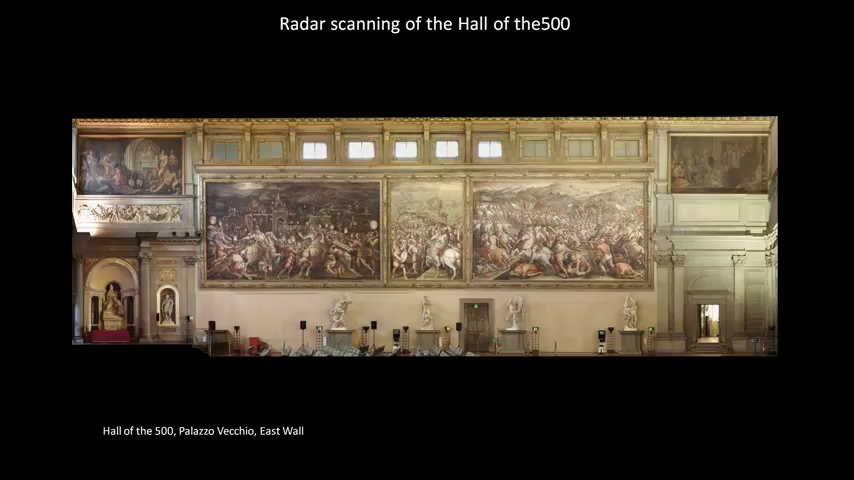 Radar scanning of the Hall of the500
Hall of the 500, Palazzo Vecchio, East Wall